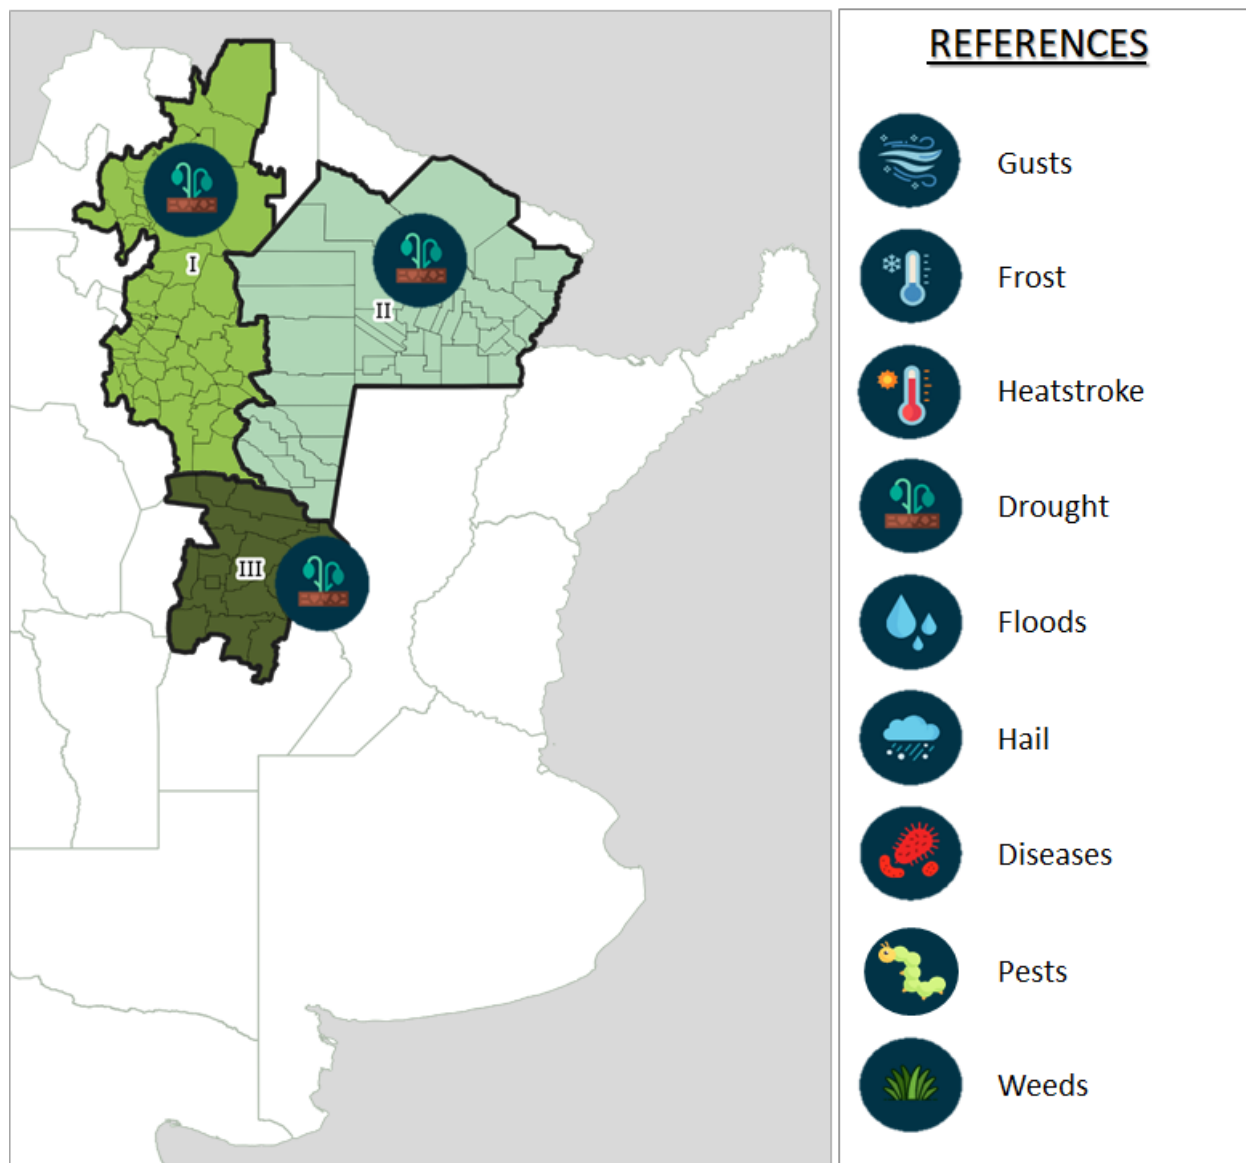 I
II
III
REFERENCES
Gusts
Frost
Heatstroke
Drought
Floods
Hail
Diseases
Pests
Weeds